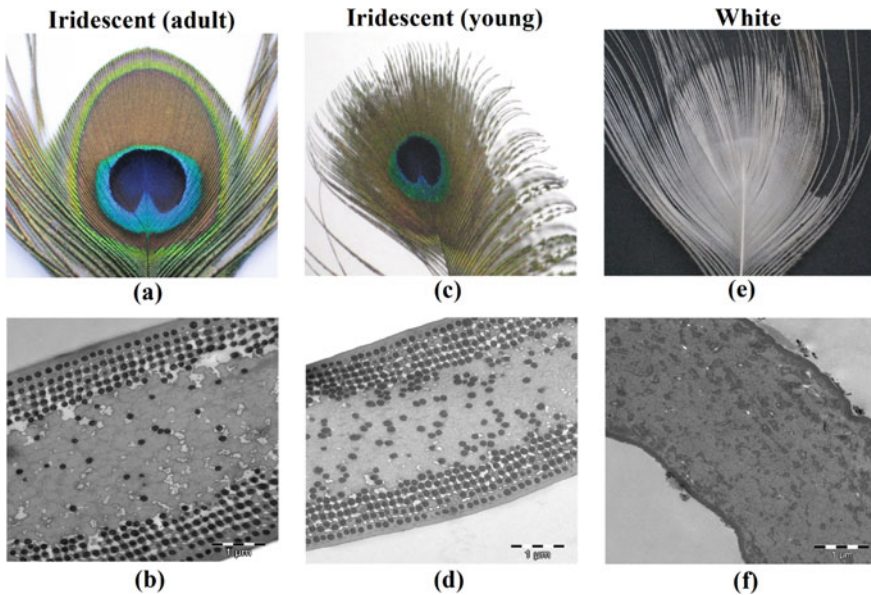 Iridescent (adult)
Iridescent (young)
White
(a)
(c)
(e)
1 μm
1 μm
1 μm
(b)
(d)
(f)